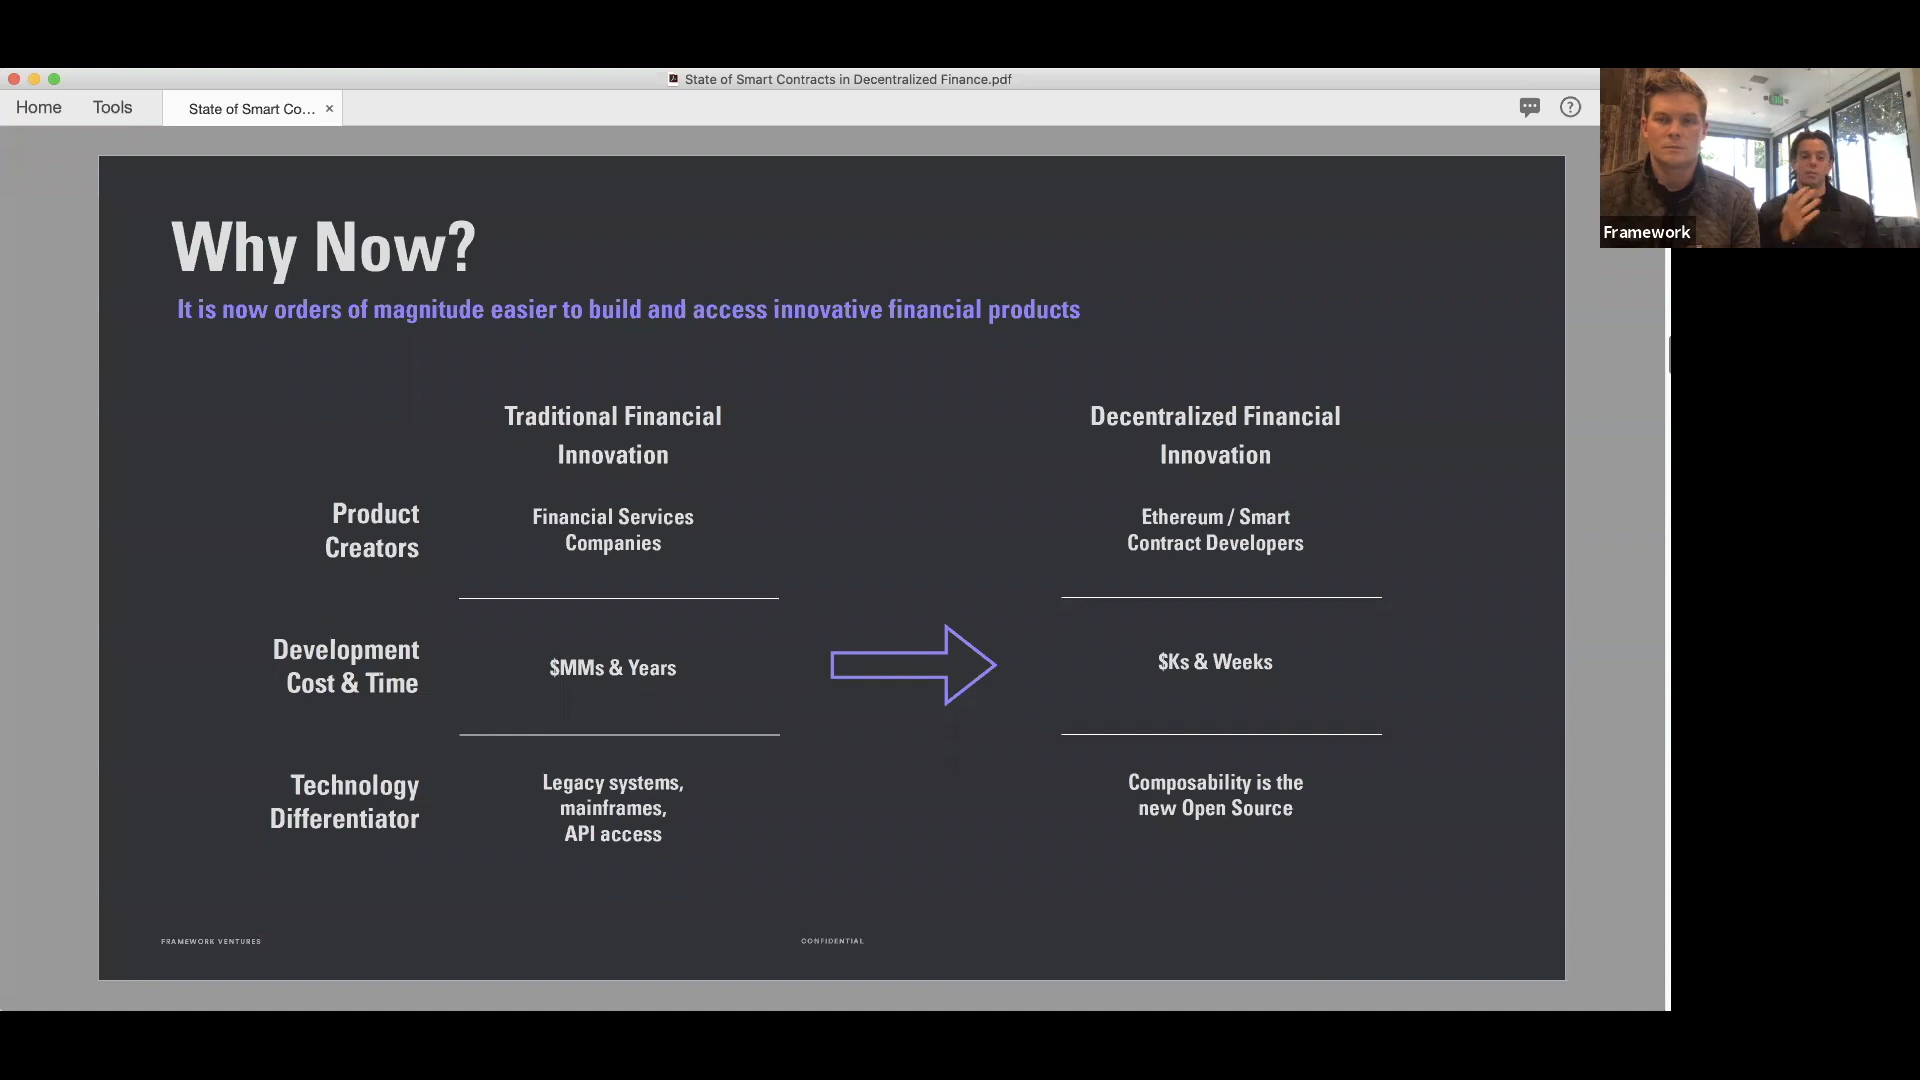 State of Smart Contracts in Decentralized Finance.pdf
Home
Tools
State of Smart Co...
Framework
Why Now?
It is now orders of magnitude easier to build and access innovative financial products
Traditional Financial
Innovation
Decentralized Financial
Innovation
Product
Creators
Financial Services
Companies
Ethereum / Smart
Contract Developers
Development
Cost & Time
$MMs & Years
$Ks & Weeks
Technology
Differentiator
Legacy systems,
mainframes,
API access
Composability is the
new Open Source
FRAMEWORK VENTURES
CONFIDENTIAL